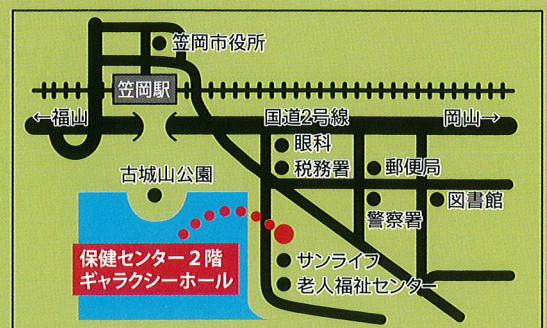 笠岡市役所
笠岡駅
←福山
国道2号線
岡山→
眼科
税務署
郵便局
古城山公園
図書館
警察署
保健センター2階
ギャラクシーホール
サンライフ
老人福祉センター